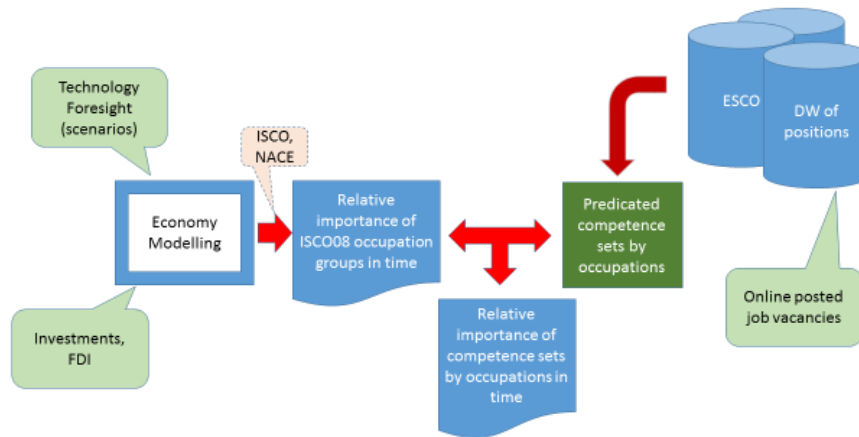 Technology
Foresight
(scenarios)
ISCO,
NACE
ESCO
DW of
positions
Economy
Modelling
Relative
importance of
ISCO08 occupation
groups in time
Predicated
competence
sets by
occupations
Investments,
FDI
Relative
importance of
competence sets
by occupations in
time
Online posted
job vacancies